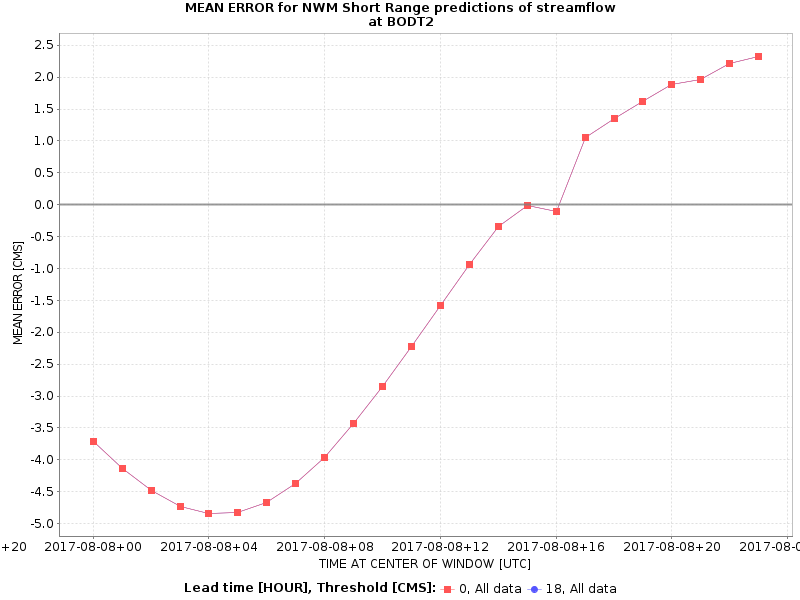 MEAN ERROR for NWM Short Range predictions of streamflow
at BODT2
2.5
2.0
1.5
1.0
0.5
0.0
-0.5
-1.0
-1.5
-2.0
-2.5
-3.0
-3.5
-4.0
-4.5
-5.0
MEAN ERROR [CMS]
+20 2017-08-08+00 2017-08-08+04 2017-08-08+08 2017-08-08+12 2017-08-08+16 2017-08-08+20 2017-08-0
TIME AT CENTER OF WINDOW [UTC]
Lead time [HOUR], Threshold [CMS]: 0, All data 18, All data